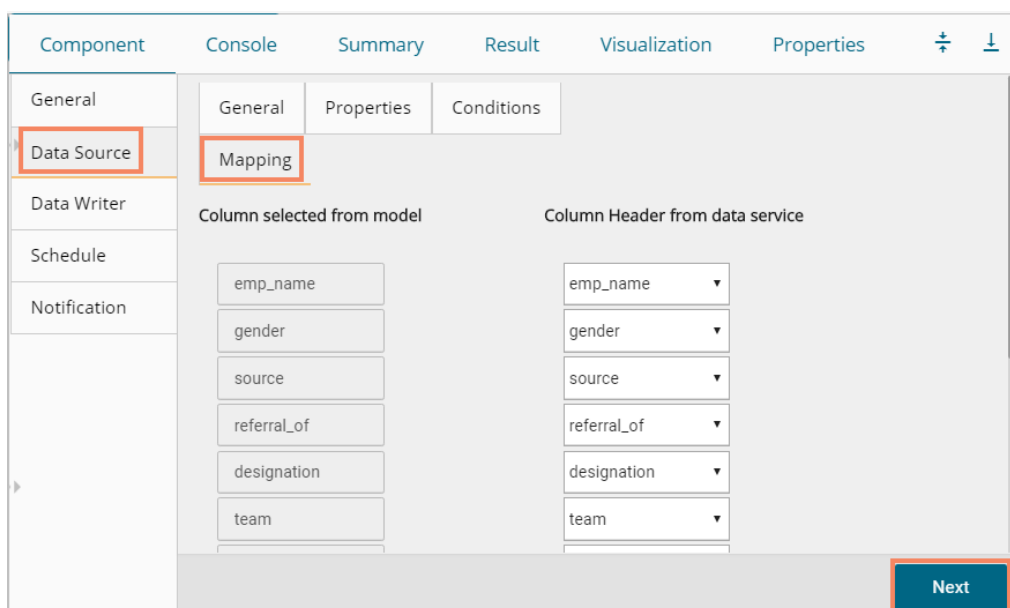 Component Console Summary Result Visualization Properties
General
Data Source
Data Writer
Schedule
Notification
General Properties Conditions
Mapping
Column selected from model Column Header from data service
emp_name emp_name
gender gender
source source
referral_of referral_of
designation designation
team team
Next